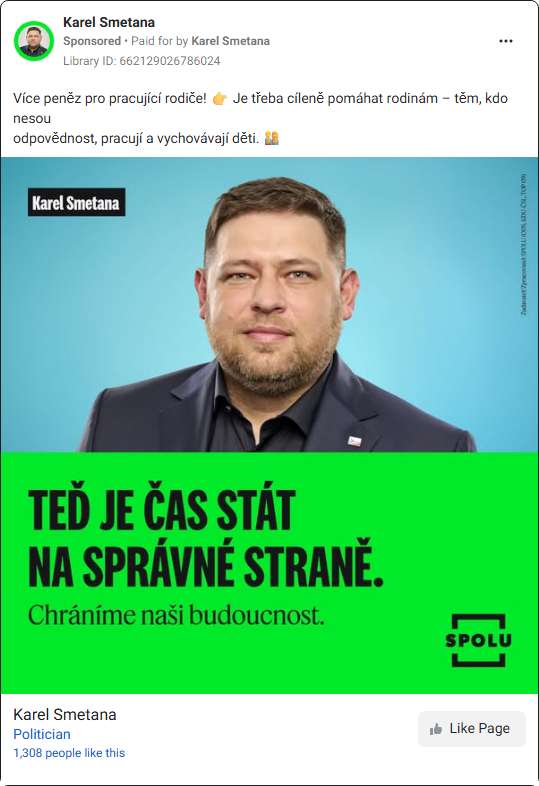 Karel Smetana
Sponsored • Paid for by Karel Smetana
Library ID: 662129026786024
Více peněz pro pracující rodiče! 👉 Je třeba cíleně pomáhat rodinám – těm, kdo
nesou
odpovědnost, pracují a vychovávají děti. 👨‍👩‍👧‍👦
Karel Smetana
Zadavatel/Zpracovatel: SPOLU (ODS, KDU-ČSL, TOP 09)
TEĎ JE ČAS STÁT
NA SPRÁVNÉ STRANĚ.
Chráníme naši budoucnost.
SPOLU
Karel Smetana
Politician
1,308 people like this
Like Page